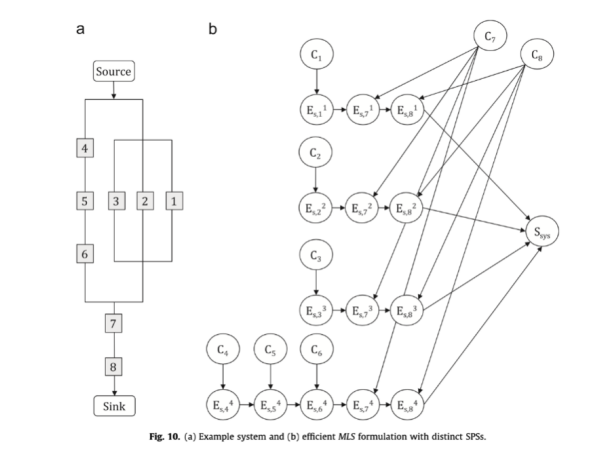 a
b
Source
4
5
3
2
1
6
7
8
Sink
C₇
C₁
C₈
Eₛ,₁¹
Eₛ,₇¹
Eₛ,₈¹
C₂
Eₛ,₂²
Eₛ,₇²
Eₛ,₈²
Sₛᵧₛ
C₃
Eₛ,₃³
Eₛ,₇³
Eₛ,₈³
C₄
C₅
C₆
Eₛ,₄⁴
Eₛ,₅⁴
Eₛ,₆⁴
Eₛ,₇⁴
Eₛ,₈⁴
Fig. 10. (a) Example system and (b) efficient MLS formulation with distinct SPSs.